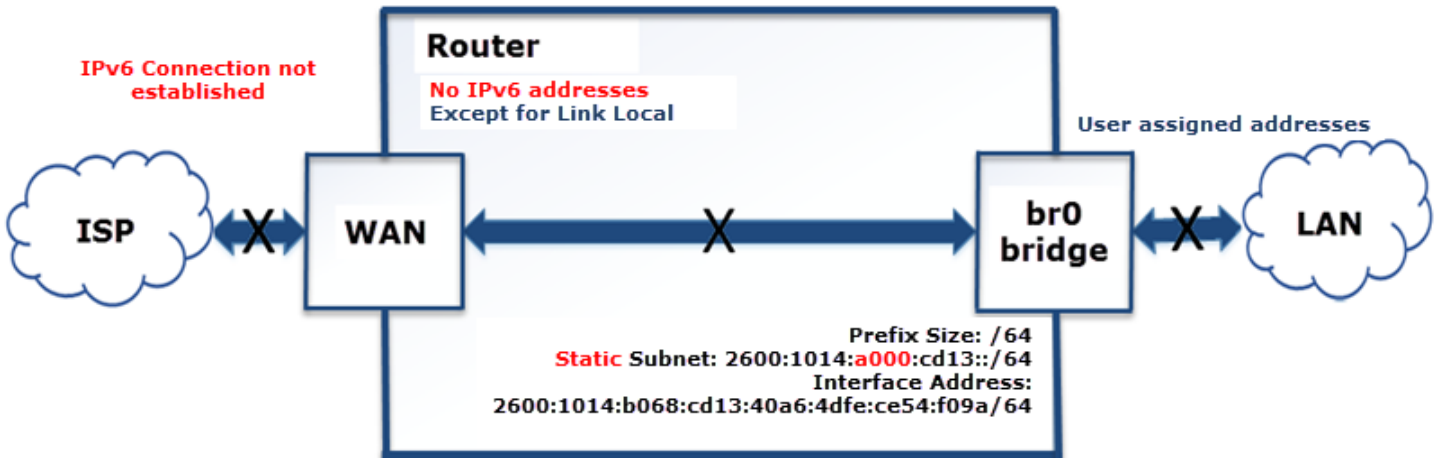 Router
IPv6 Connection not
established
No IPv6 addresses
Except for Link Local
User assigned addresses
ISP
X
WAN
X
br0
bridge
X
LAN
Prefix Size: /64
Static Subnet: 2600:1014:a000:cd13::/64
Interface Address:
2600:1014:b068:cd13:40a6:4dfe:ce54:f09a/64